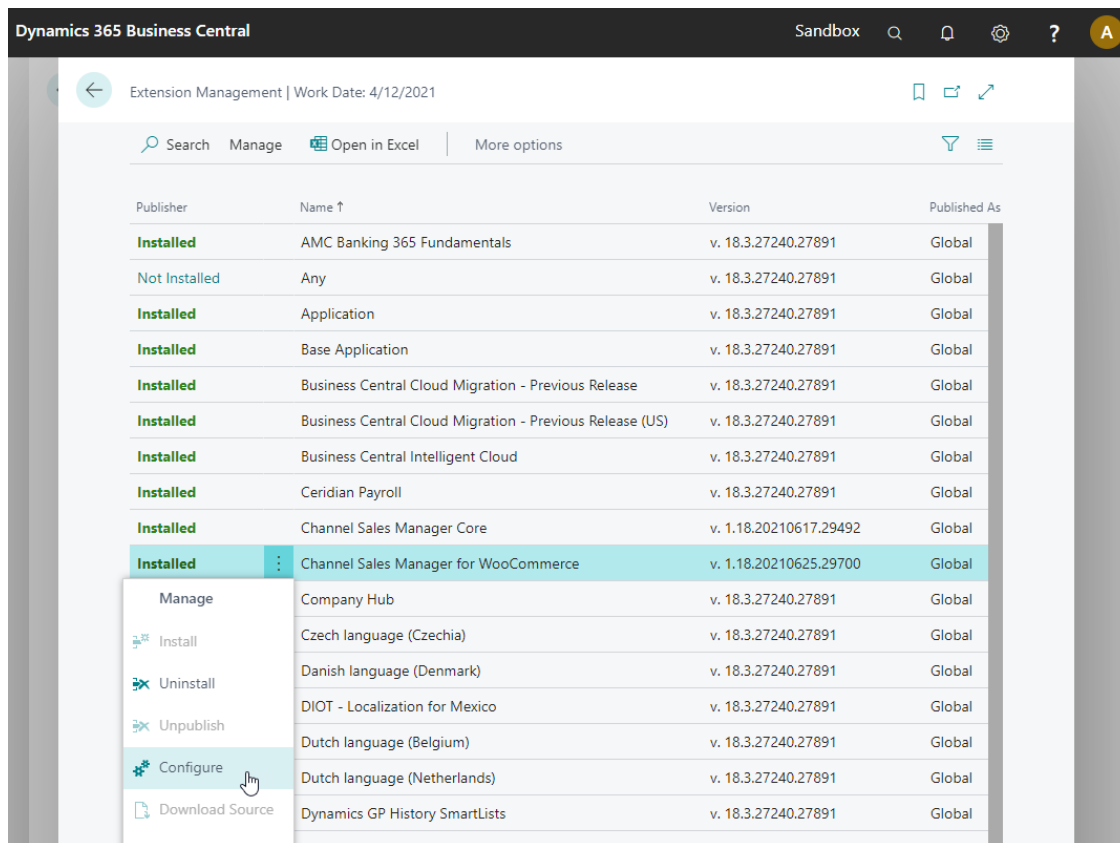 Dynamics 365 Business Central Sandbox ? A
Extension Management | Work Date: 4/12/2021
Search Manage Open in Excel More options
Publisher Name ↑ Version Published As
Installed AMC Banking 365 Fundamentals v. 18.3.27240.27891 Global
Not Installed Any v. 18.3.27240.27891 Global
Installed Application v. 18.3.27240.27891 Global
Installed Base Application v. 18.3.27240.27891 Global
Installed Business Central Cloud Migration - Previous Release v. 18.3.27240.27891 Global
Installed Business Central Cloud Migration - Previous Release (US) v. 18.3.27240.27891 Global
Installed Business Central Intelligent Cloud v. 18.3.27240.27891 Global
Installed Ceridian Payroll v. 18.3.27240.27891 Global
Installed Channel Sales Manager Core v. 1.18.20210617.29492 Global
Installed Channel Sales Manager for WooCommerce v. 1.18.20210625.29700 Global
Manage Company Hub v. 18.3.27240.27891 Global
Install Czech language (Czechia) v. 18.3.27240.27891 Global
Uninstall Danish language (Denmark) v. 18.3.27240.27891 Global
Unpublish DIOT - Localization for Mexico v. 18.3.27240.27891 Global
Dutch language (Belgium) v. 18.3.27240.27891 Global
Configure Dutch language (Netherlands) v. 18.3.27240.27891 Global
Download Source Dynamics GP History SmartLists v. 18.3.27240.27891 Global